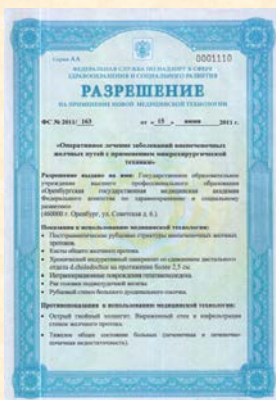 Серия АА 0001110
ФЕДЕРАЛЬНАЯ СЛУЖБА ПО НАДЗОРУ В СФЕРЕ
ЗДРАВООХРАНЕНИЯ И СОЦИАЛЬНОГО РАЗВИТИЯ
РАЗРЕШЕНИЕ
НА ПРИМЕНЕНИЕ НОВОЙ МЕДИЦИНСКОЙ ТЕХНОЛОГИИ
ФС № 2011/ 163 от « 15 » июня 2011 г.
«Оперативное лечение заболеваний внепеченочных
желчных путей с применением микрохирургической
техники»
Разрешение выдано на имя: Государственное образовательное
учреждение высшего профессионального образования
«Оренбургская государственная медицинская академия
Федерального агентства по здравоохранению и социальному
развитию»
(460000 г. Оренбург, ул. Советская д. 6.)
Показания к использованию медицинской технологии:
Посттравматические рубцовые стриктуры внепеченочных желчных
протоков.
Кисты общего желчного протока.
Хронический индуративный панкреатит со сдавлением дистального
отдела d.choledochus на протяжении более 2,5 см.
Интраоперационные повреждения гепатикохоледоха.
Рак головки поджелудочной железы.
Рубцовый стеноз большого дуоденального сосочка.
Противопоказания к использованию медицинской технологии:
Острый гнойный холангит. Выраженный отек и инфильтрация
стенок желчного протока.
Тяжелое общее состояние больных (печеночная и печеночно-
почечная недостаточность).